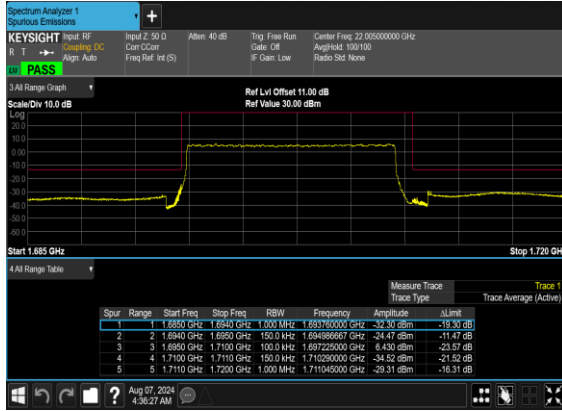 Spectrum Analyzer 1
Spurious Emissions
+
KEYSIGHT Input: RF Input Z: 50 Ω Atten: 40 dB Trig: Free Run Center Freq: 22.005000000 GHz
R T Coupling: DC Corr CCorr Gate: Off Avg|Hold: 100/100
Align: Auto Freq Ref: Int (S) IF Gain: Low Radio Std: None
PASS
3 All Range Graph
Ref Lvl Offset 11.00 dB
Scale/Div 10.0 dB Ref Value 30.00 dBm
Log
20.0
10.0
0.00
-10.0
-20.0
-30.0
-40.0
-50.0
-60.0
Start 1.685 GHz Stop 1.720 GH
4 All Range Table
Measure Trace Trace 1
Trace Type Trace Average (Active)
Spur Range Start Freq Stop Freq RBW Frequency Amplitude ΔLimit
1 1 1.6850 GHz 1.6940 GHz 1.000 MHz 1.693760000 GHz -32.30 dBm -19.30 dB
2 2 1.6940 GHz 1.6950 GHz 150.0 kHz 1.694986667 GHz -24.47 dBm -11.47 dB
3 3 1.6950 GHz 1.7100 GHz 100.0 kHz 1.697225000 GHz 6.430 dBm -23.57 dB
4 4 1.7100 GHz 1.7110 GHz 150.0 kHz 1.710290000 GHz -34.52 dBm -21.52 dB
5 5 1.7110 GHz 1.7200 GHz 1.000 MHz 1.711045000 GHz -29.31 dBm -16.31 dB
? Aug 07, 2024
4:36:27 AM